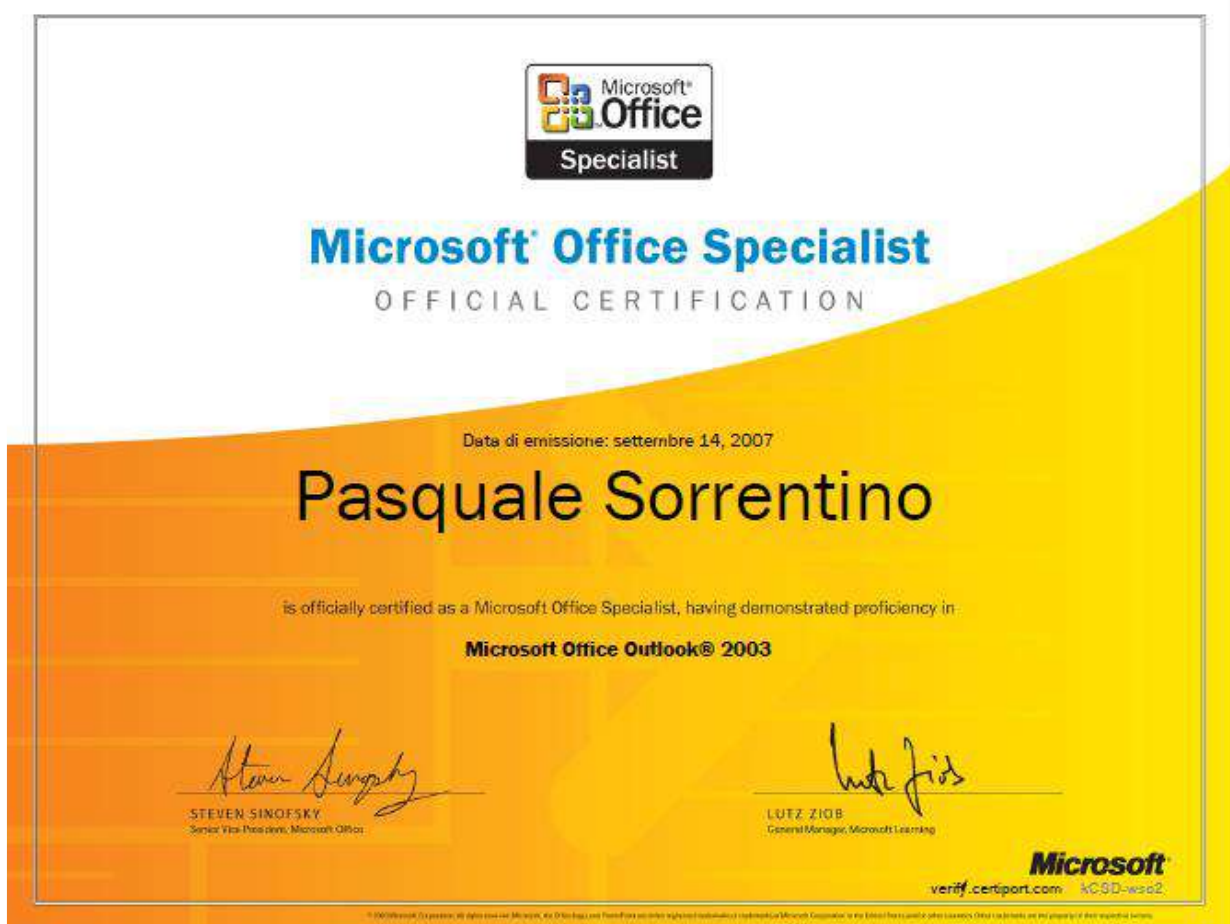 Microsoft®
Office
Specialist
Microsoft® Office Specialist
OFFICIAL CERTIFICATION
Data di emissione: settembre 14, 2007
Pasquale Sorrentino
is officially certified as a Microsoft Office Specialist, having demonstrated proficiency in
Microsoft Office Outlook® 2003
STEVEN SINOFSKY
Senior Vice President, Microsoft Office
LUTZ ZIOB
General Manager, Microsoft Learning
Microsoft
verify.certiport.com kCSD-wso2